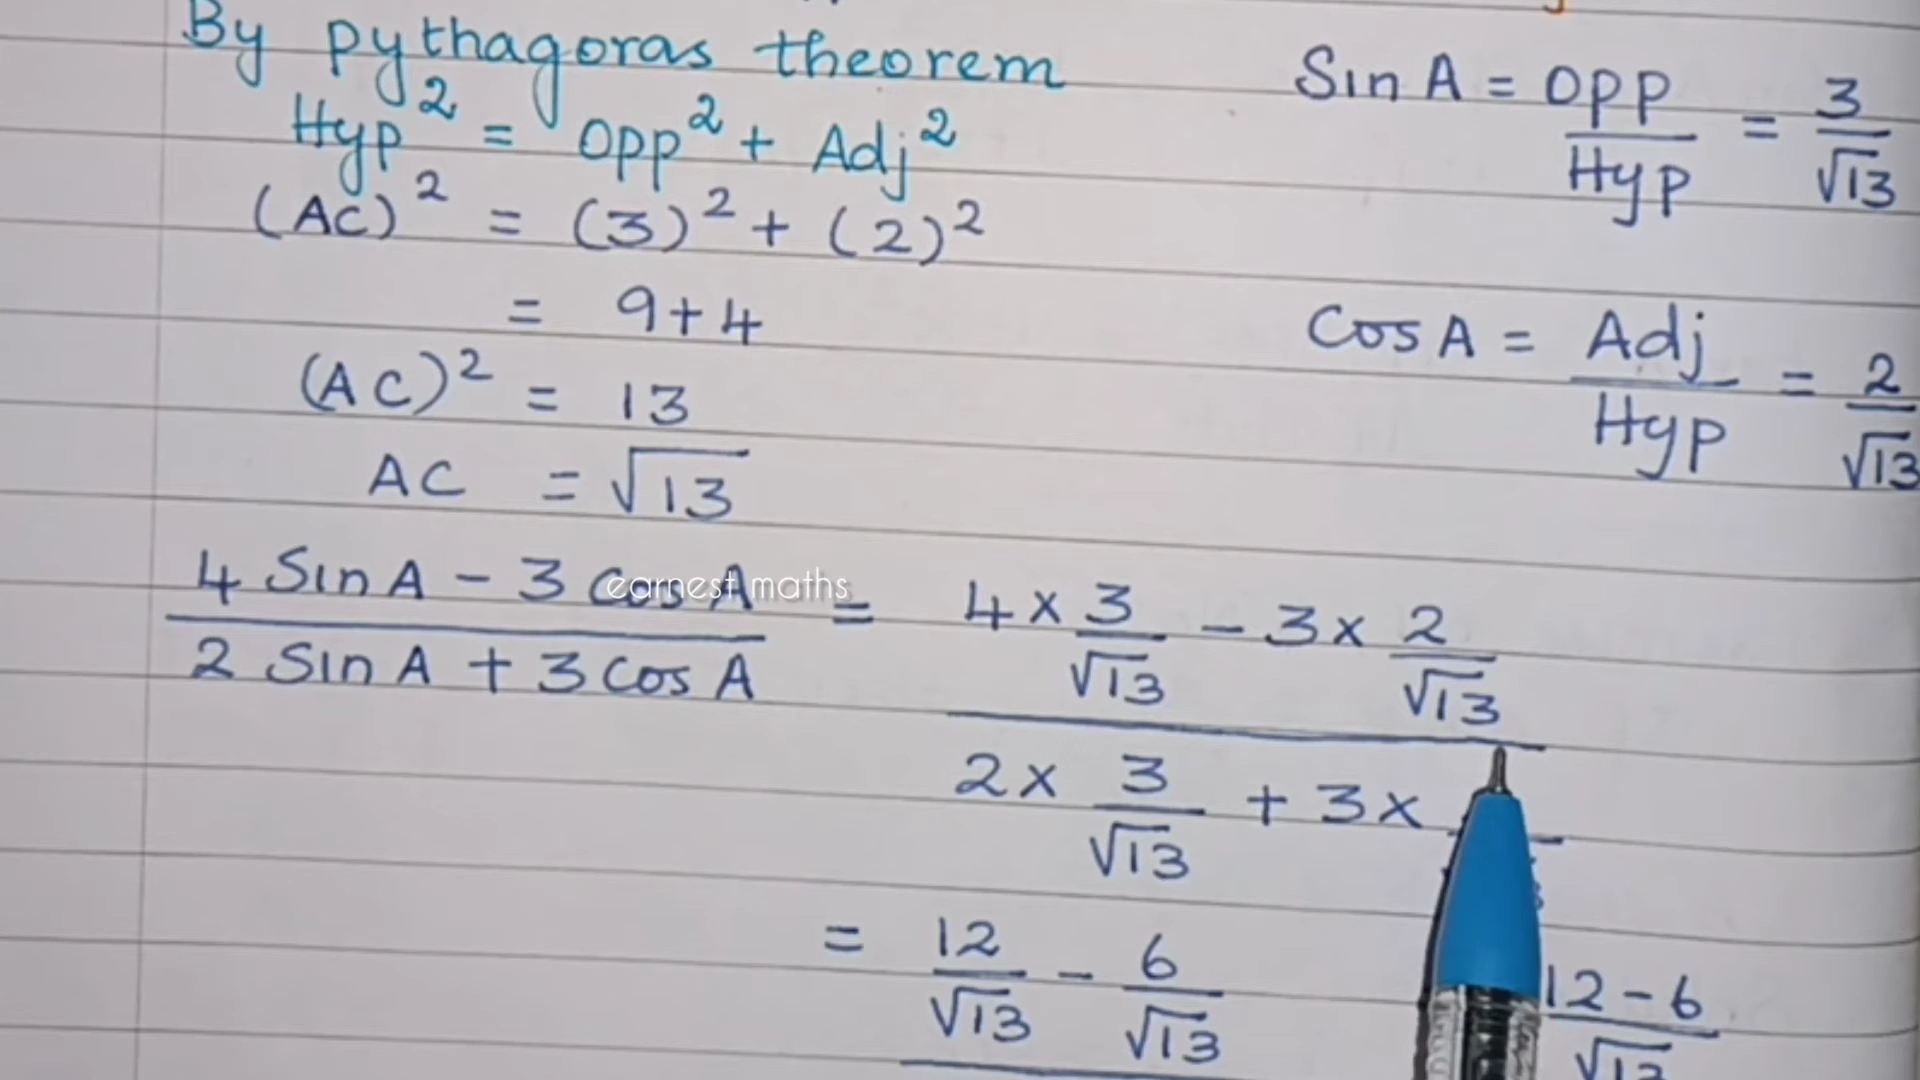 By pythagoras theorem
Hyp² = Opp² + Adj²
(AC)² = (3)² + (2)²
= 9+4
(AC)² = 13
AC = √13
Sin A = Opp/Hyp = 3/√13
Cos A = Adj/Hyp = 2/√13
4 Sin A - 3 Cos A / 2 Sin A + 3 Cos A = 4 × 3/√13 - 3 × 2/√13
2 × 3/√13 + 3 ×
= 12/√13 - 6/√13
12 - 6/√13
earnest maths